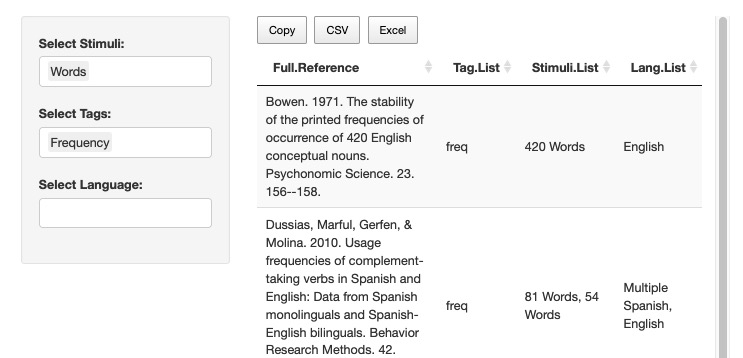 Select Stimuli:
Words
Select Tags:
Frequency
Select Language:
Copy CSV Excel
Full.Reference Tag.List Stimuli.List Lang.List
Bowen. 1971. The stability
of the printed frequencies of
occurrence of 420 English
conceptual nouns.
Psychonomic Science. 23.
156--158.
freq
420 Words
English
Dussias, Marful, Gerfen, &
Molina. 2010. Usage
frequencies of complement-
taking verbs in Spanish and
English: Data from Spanish
monolinguals and Spanish-
English bilinguals. Behavior
Research Methods. 42.
freq
81 Words, 54
Words
Multiple
Spanish,
English